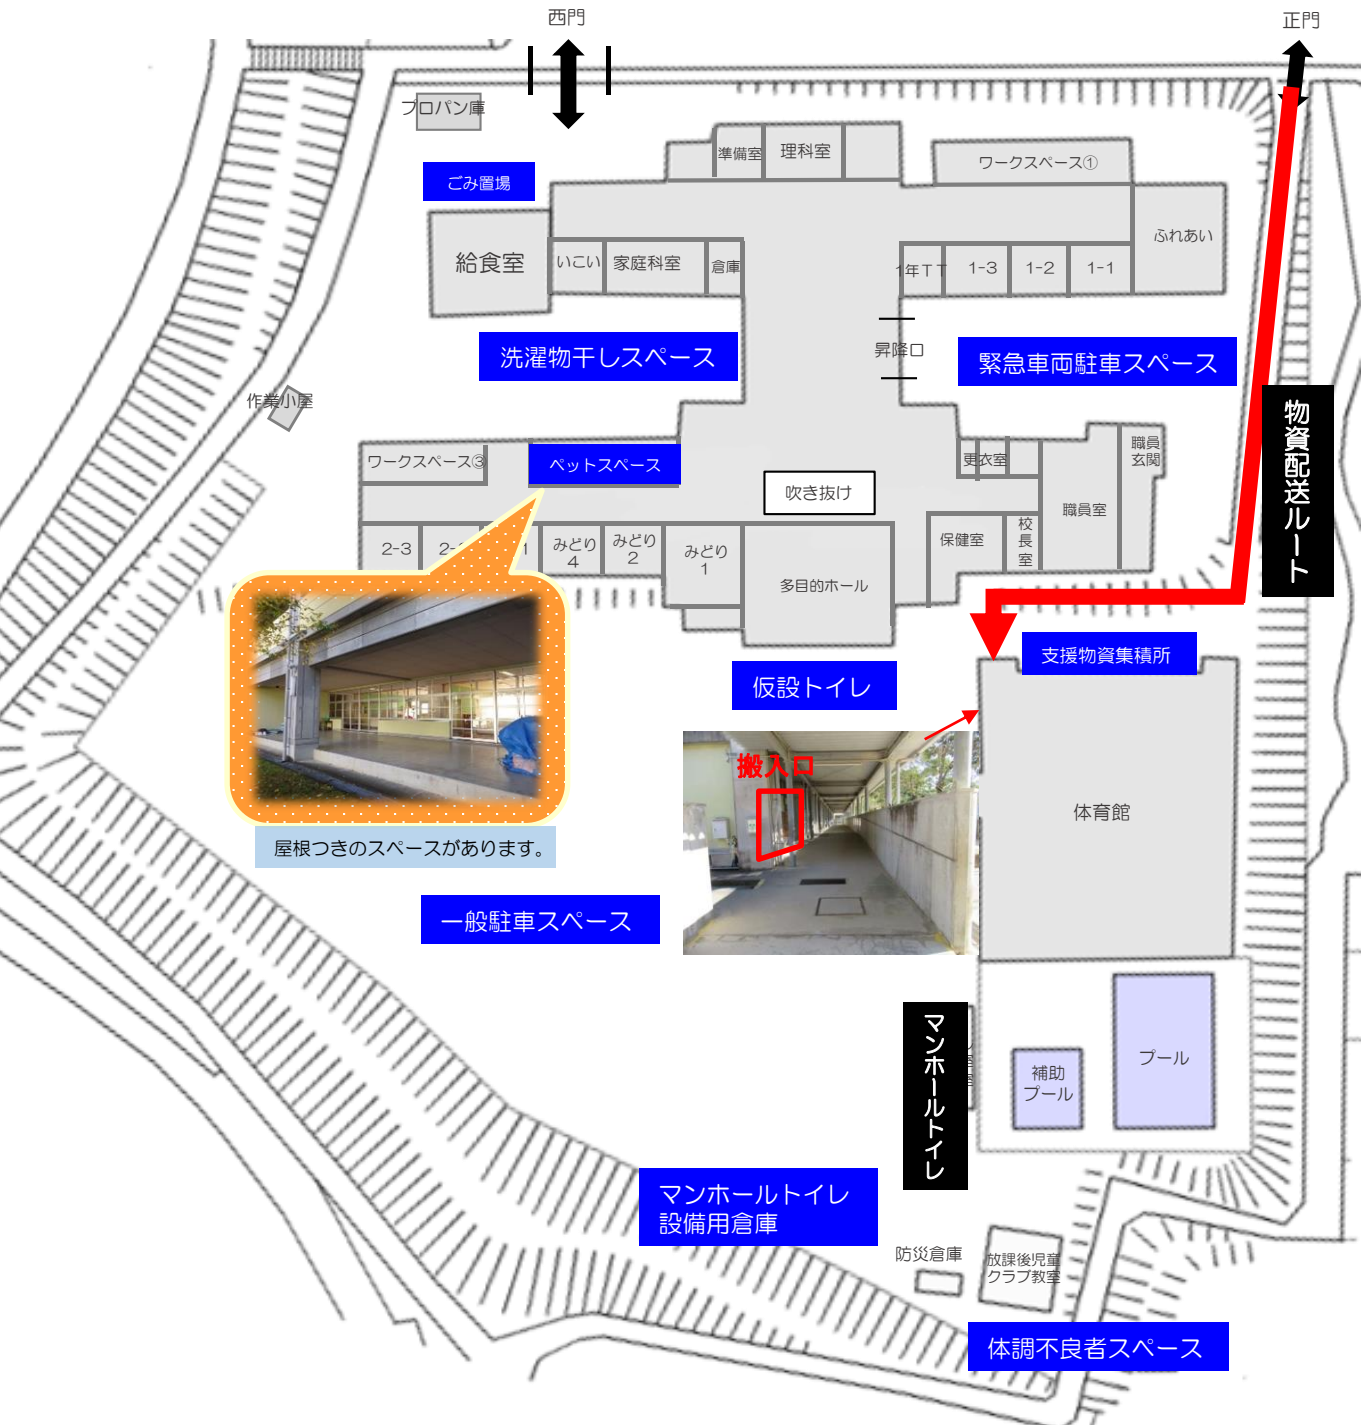 西門
正門
プロパン庫
準備室
理科室
ワークスペース①
ごみ置場
給食室
いこい
家庭科室
倉庫
1年TT
1-3
1-2
1-1
ふれあい
洗濯物干しスペース
昇降口
緊急車両駐車スペース
作業小屋
物資配送ルート
ワークスペース③
ペットスペース
吹き抜け
更衣室
職員
玄関
職員室
2-3
みどり
4
みどり
2
みどり
1
多目的ホール
保健室
校長室
支援物資集積所
仮設トイレ
搬入口
体育館
屋根つきのスペースがあります。
一般駐車スペース
マンホールトイレ
補助
プール
プール
マンホールトイレ
設備用倉庫
防災倉庫
放課後児童
クラブ教室
体調不良者スペース